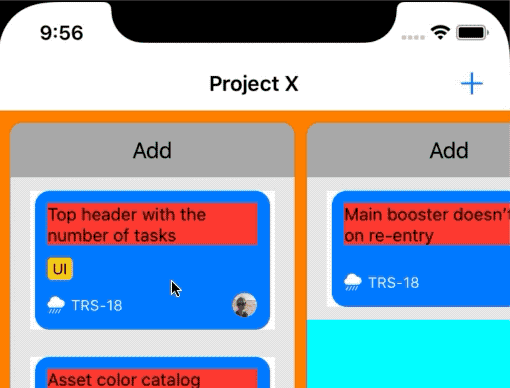 9:56
Project X
Add
Top header with the
number of tasks
UI
TRS-18
Asset color catalog
Add
Main booster doesn't
on re-entry
TRS-18